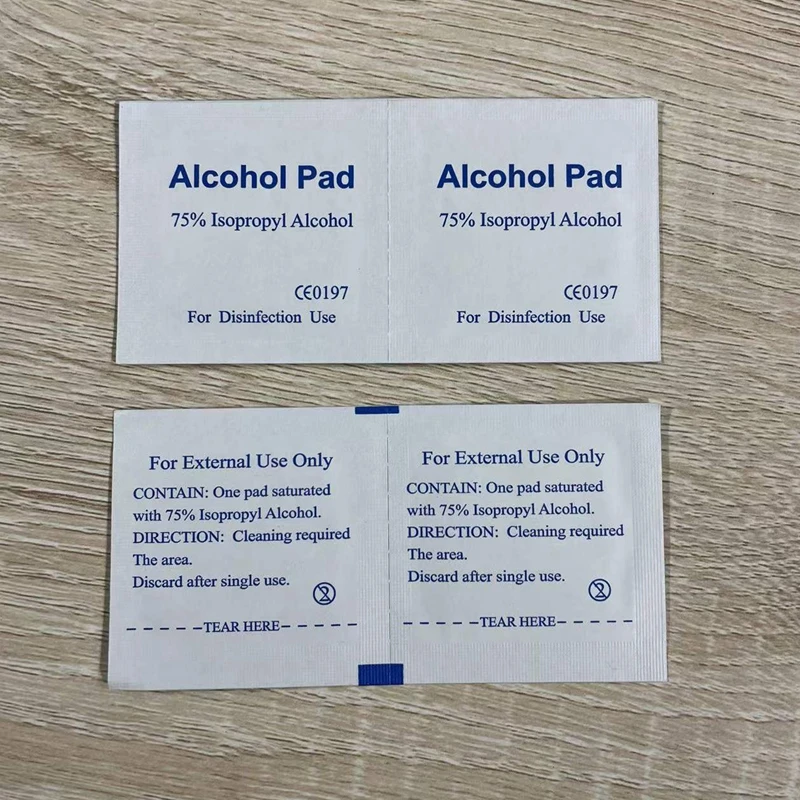 Alcohol Pad
75% Isopropyl Alcohol
CE0197
For Disinfection Use
Alcohol Pad
75% Isopropyl Alcohol
CE0197
For Disinfection Use
For External Use Only
CONTAIN: One pad saturated
with 75% Isopropyl Alcohol.
DIRECTION: Cleaning required
The area.
Discard after single use.
2
-----TEAR HERE-----
For External Use Only
CONTAIN: One pad saturated
with 75% Isopropyl Alcohol.
DIRECTION: Cleaning required
The area.
Discard after single use.
2
-----TEAR HERE-----